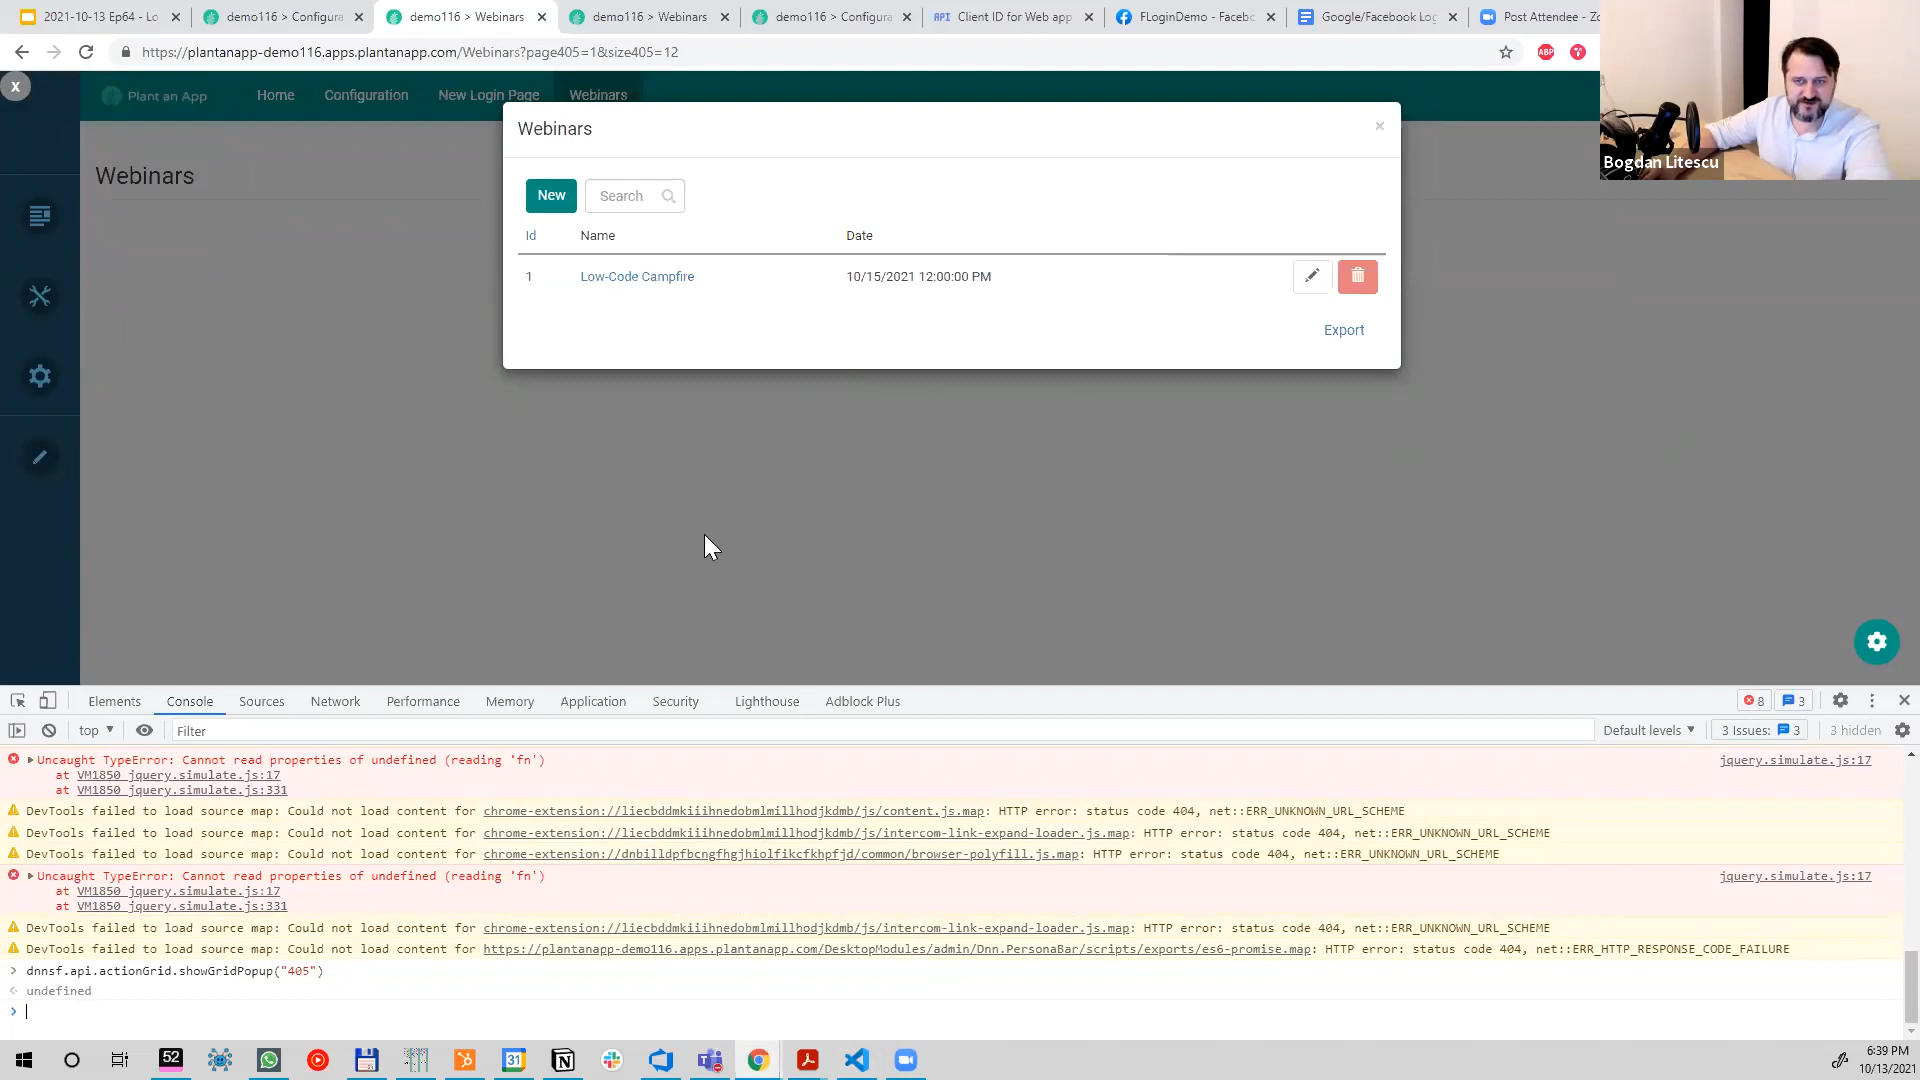 2021-10-13 Ep64 - Lo
demo116 > Configura
demo116 > Webinars
demo116 > Webinars
demo116 > Configura
API Client ID for Web app
FLoginDemo - Faceb
Google/Facebook Log
Post Attendee - Zo
https://plantanapp-demo116.apps.plantanapp.com/Webinars?page405=1&size405=12
ABP
X
Plant an App
Home
Configuration
New Login Page
Webinars
Bogdan Litescu
Webinars
Webinars
×
New
Search
Id
Name
Date
1
Low-Code Campfire
10/15/2021 12:00:00 PM
Export
Elements
Console
Sources
Network
Performance
Memory
Application
Security
Lighthouse
Adblock Plus
8
3
top
Filter
Default levels
3 Issues:
3
3 hidden
Uncaught TypeError: Cannot read properties of undefined (reading 'fn')
jquery.simulate.js:17
at VM1850 jquery.simulate.js:17
at VM1850 jquery.simulate.js:331
DevTools failed to load source map: Could not load content for chrome-extension://liecbddmkiiihnedobmlmillhodjkdmb/js/content.js.map: HTTP error: status code 404, net::ERR_UNKNOWN_URL_SCHEME
DevTools failed to load source map: Could not load content for chrome-extension://liecbddmkiiihnedobmlmillhodjkdmb/js/intercom-link-expand-loader.js.map: HTTP error: status code 404, net::ERR_UNKNOWN_URL_SCHEME
DevTools failed to load source map: Could not load content for chrome-extension://dnbilldpfbcngfhgjhiolfikcfkhpfjd/common/browser-polyfill.js.map: HTTP error: status code 404, net::ERR_UNKNOWN_URL_SCHEME
Uncaught TypeError: Cannot read properties of undefined (reading 'fn')
jquery.simulate.js:17
at VM1850 jquery.simulate.js:17
at VM1850 jquery.simulate.js:331
DevTools failed to load source map: Could not load content for chrome-extension://liecbddmkiiihnedobmlmillhodjkdmb/js/intercom-link-expand-loader.js.map: HTTP error: status code 404, net::ERR_UNKNOWN_URL_SCHEME
DevTools failed to load source map: Could not load content for https://plantanapp-demo116.apps.plantanapp.com/DesktopModules/admin/Dnn.PersonaBar/scripts/exports/es6-promise.map: HTTP error: status code 404, net::ERR_HTTP_RESPONSE_CODE_FAILURE
> dnnsf.api.actionGrid.showGridPopup("405")
undefined
>
52
31
6:39 PM
10/13/2021